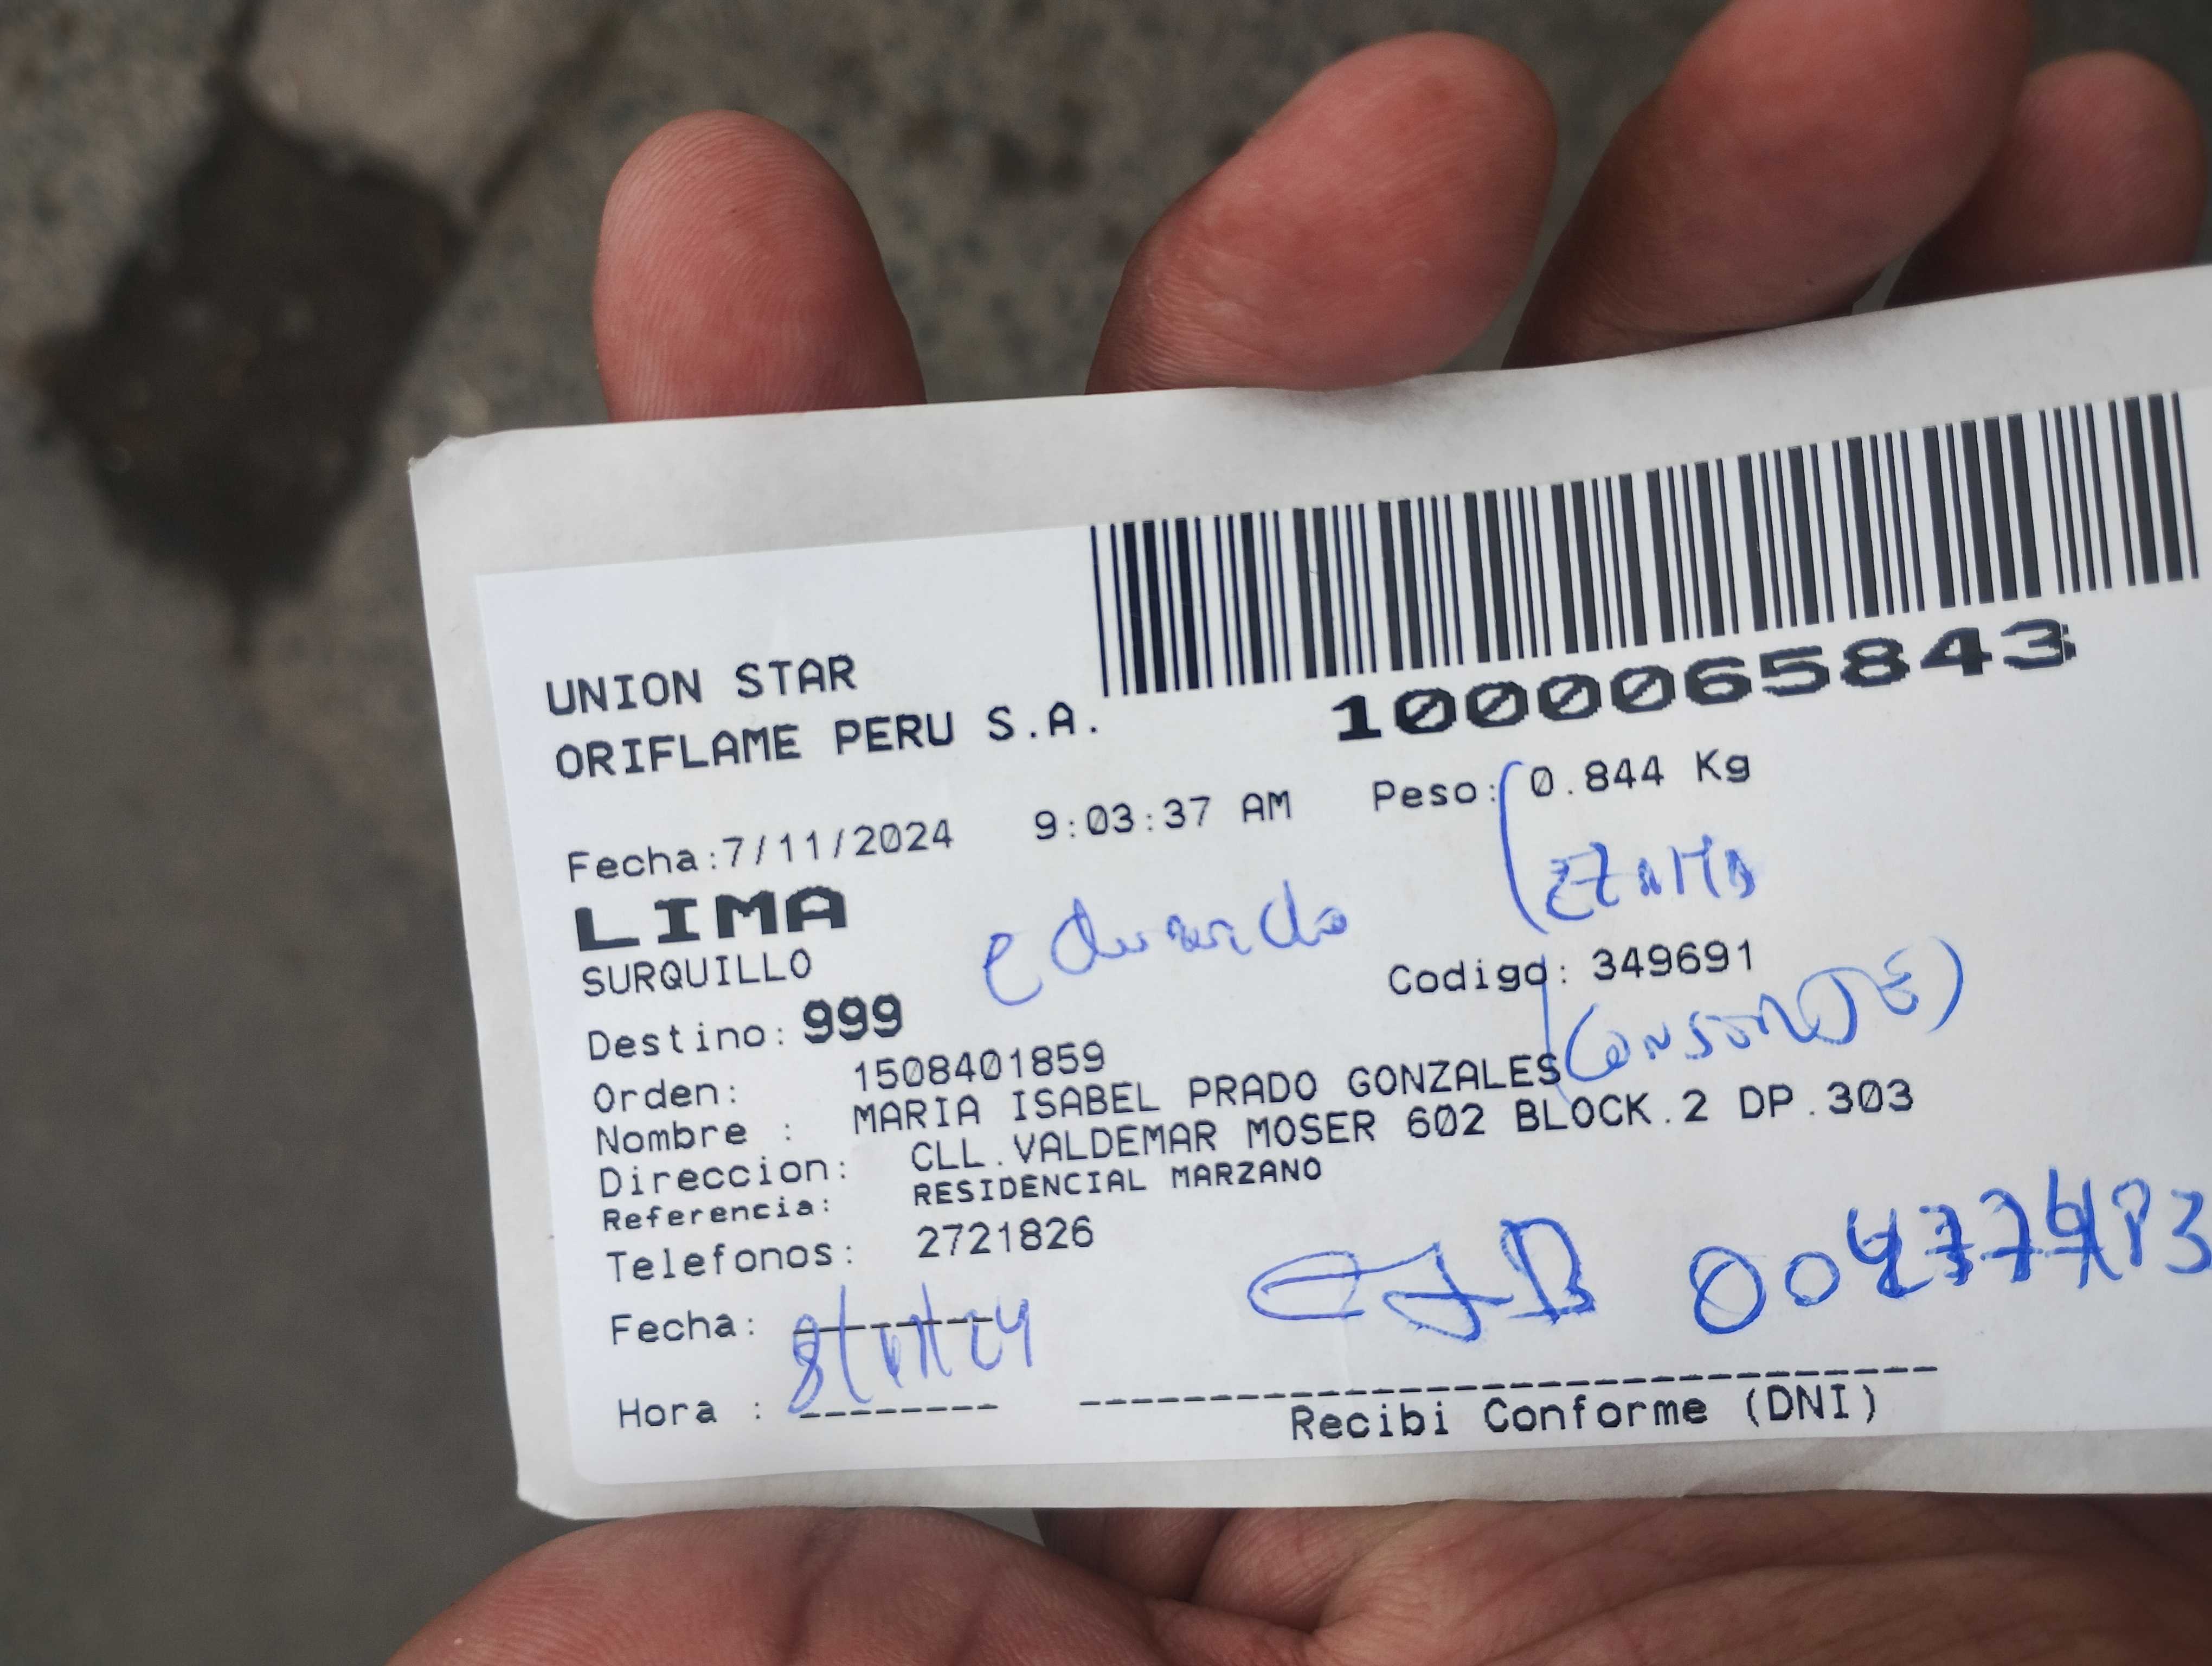 UNION STAR
ORIFLAME PERU S.A.
1000065843
Fecha:7/11/2024 9:03:37 AM Peso: 0.844 Kg
LIMA
SURQUILLO
Eduardo
Codigo: 349691
Destino: 999
Orden: 1508401859
Nombre : MARIA ISABEL PRADO GONZALES
Direccion: CLL.VALDEMAR MOSER 602 BLOCK.2 DP.303
Referencia: RESIDENCIAL MARZANO
Telefonos: 2721826
Fecha: 8/11/24
Hora :
Recibi Conforme (DNI)